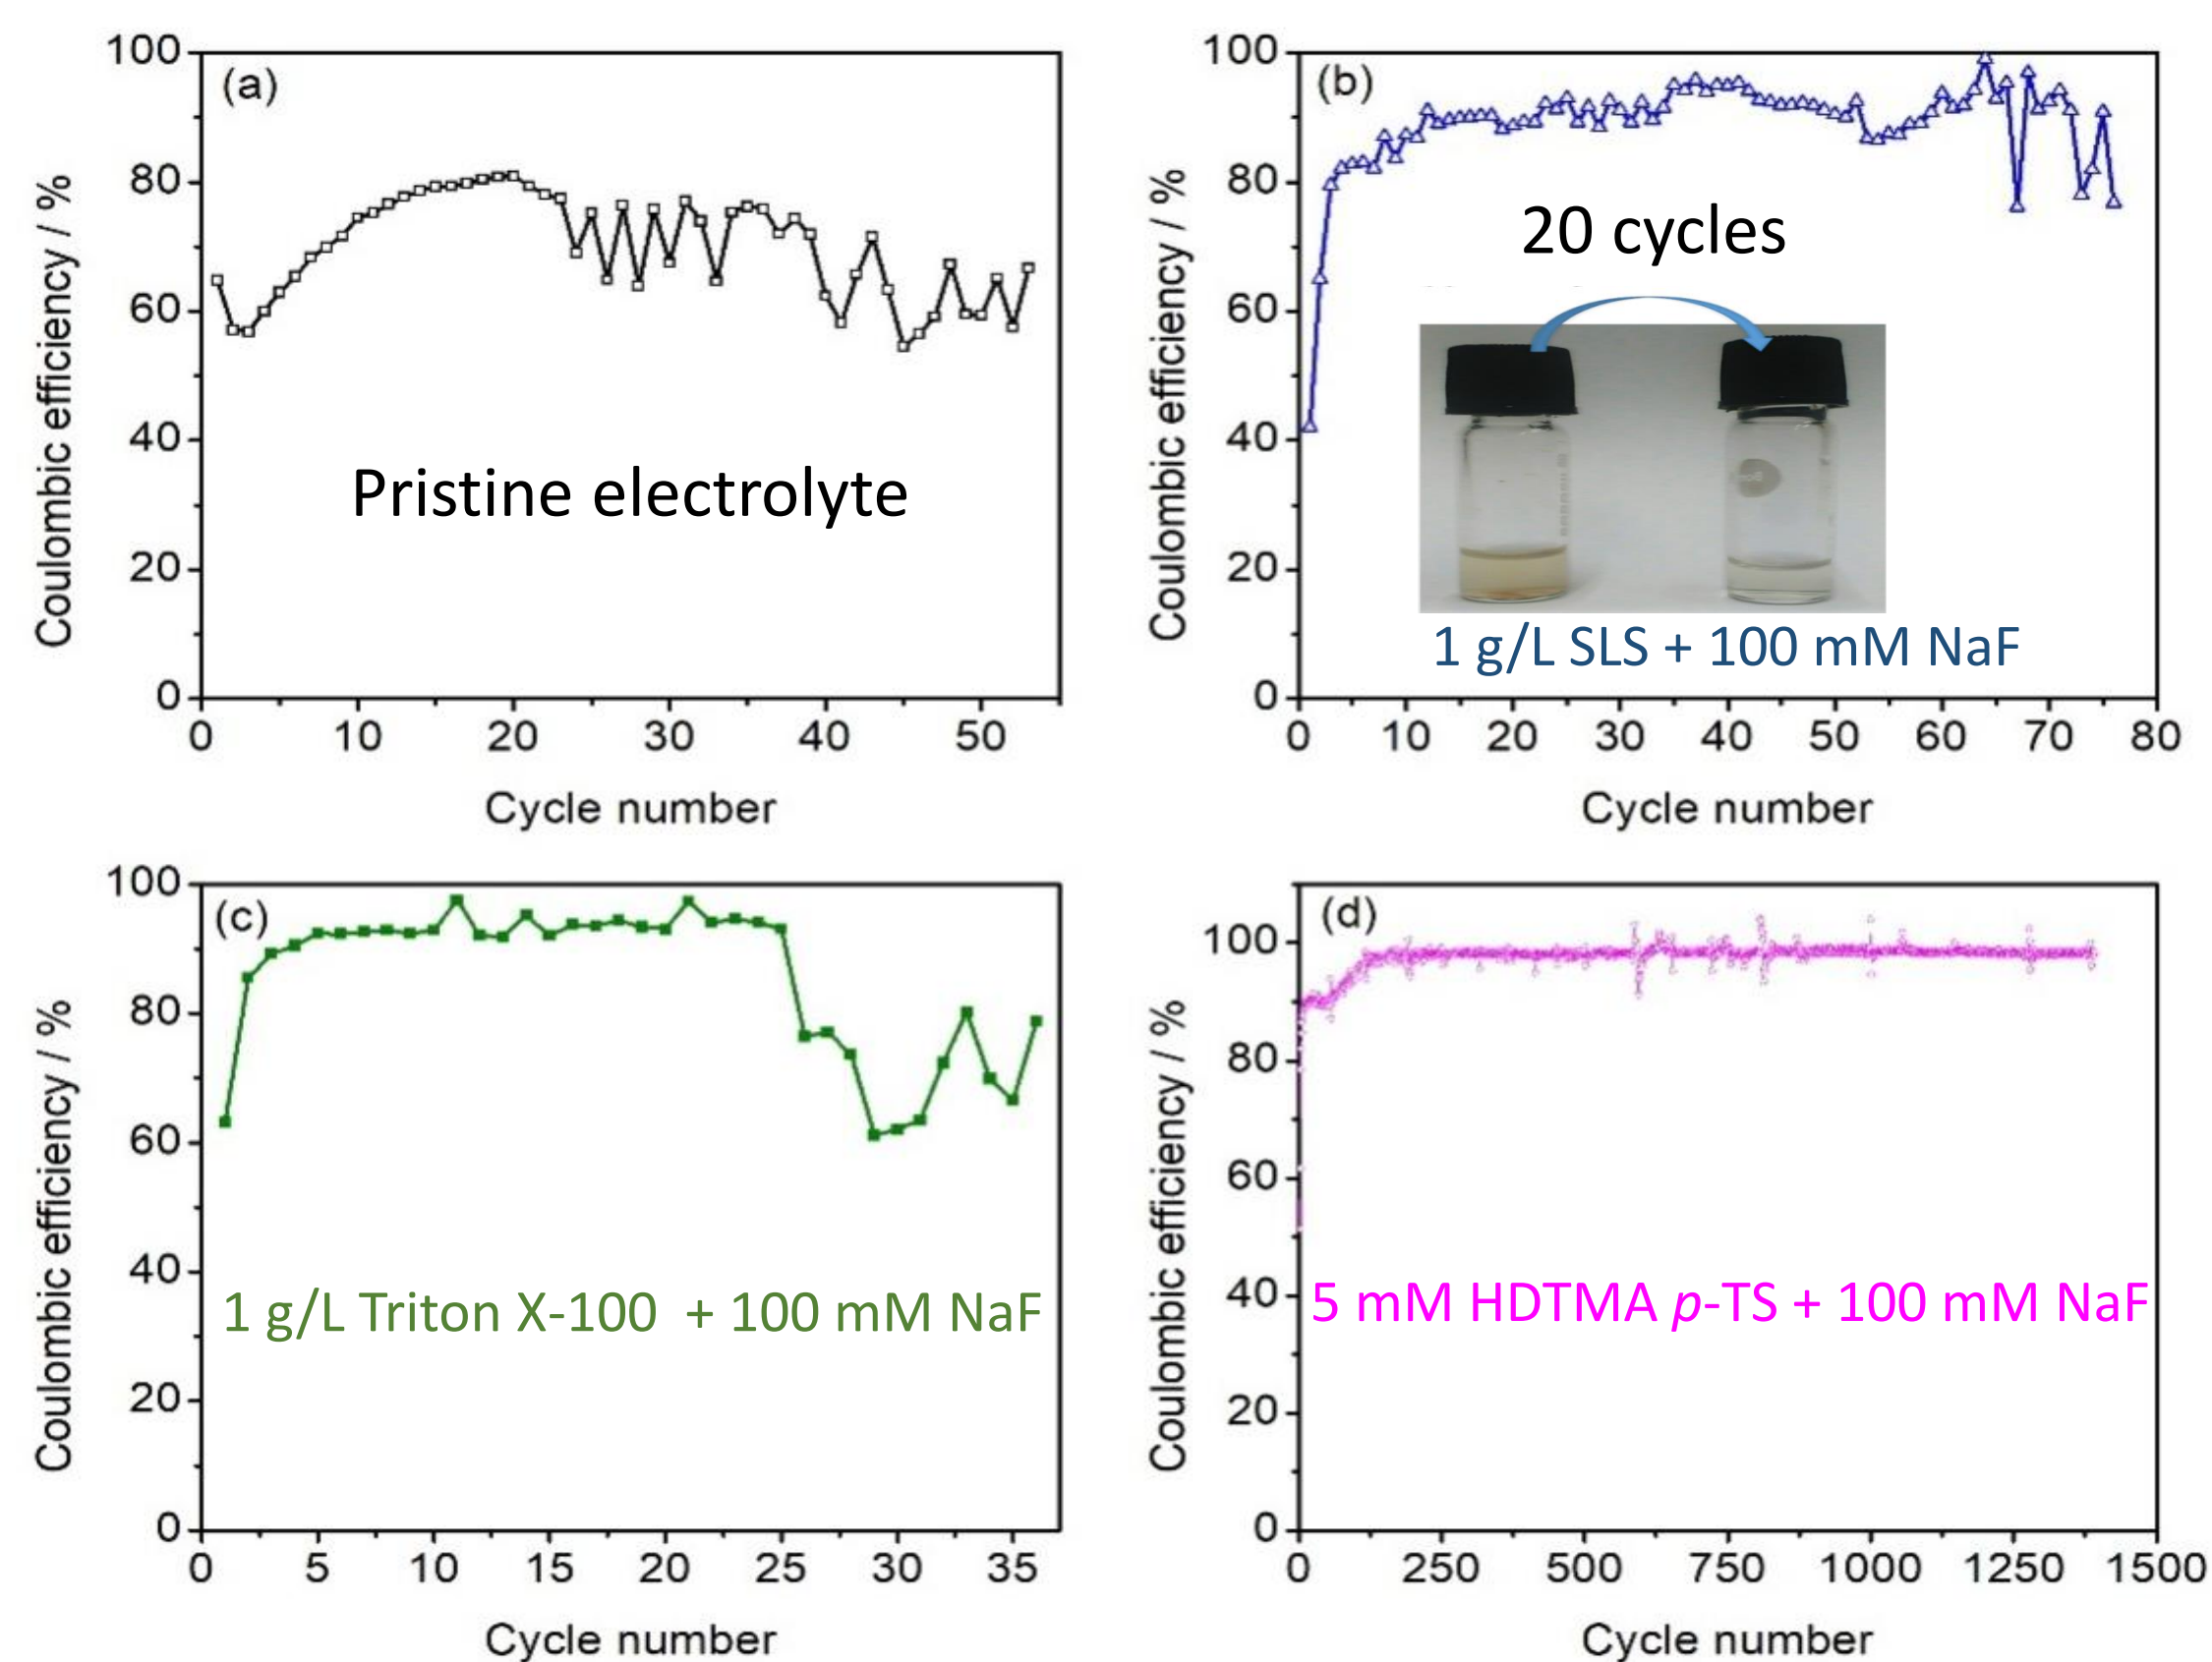 (a)
100
80
60
40
20
0
Coulombic efficiency / %
Pristine electrolyte
0 10 20 30 40 50
Cycle number
(b)
100
80
60
40
20
0
Coulombic efficiency / %
20 cycles
1 g/L SLS + 100 mM NaF
0 10 20 30 40 50 60 70 80
Cycle number
(c)
100
80
60
40
20
0
Coulombic efficiency / %
1 g/L Triton X-100 + 100 mM NaF
0 5 10 15 20 25 30 35
Cycle number
(d)
100
80
60
40
20
0
Coulombic efficiency / %
5 mM HDTMA p-TS + 100 mM NaF
0 250 500 750 1000 1250 1500
Cycle number